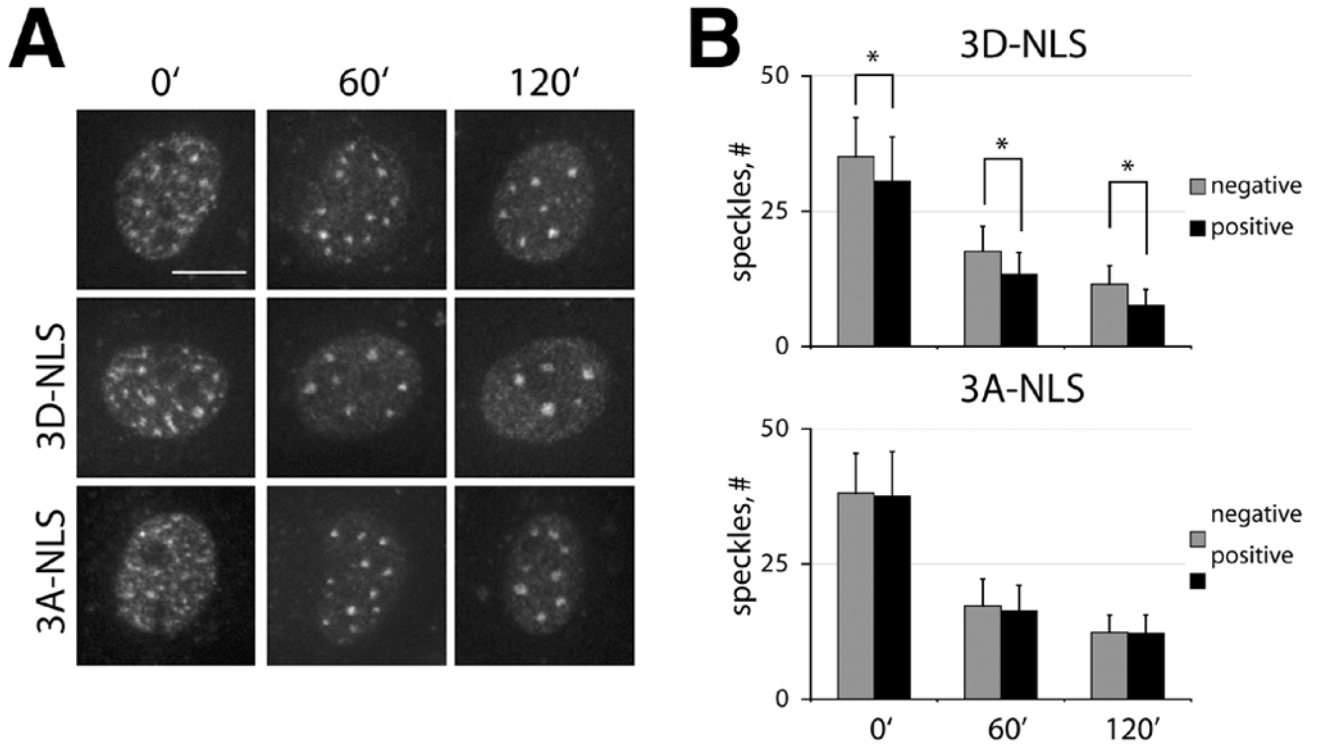 A
0‘ 60‘ 120‘
3D-NLS
3A-NLS
B
3D-NLS
*
*
*
50
25
0
speckles, #
negative
positive
3A-NLS
50
25
0
speckles, #
negative
positive
0‘ 60‘ 120‘